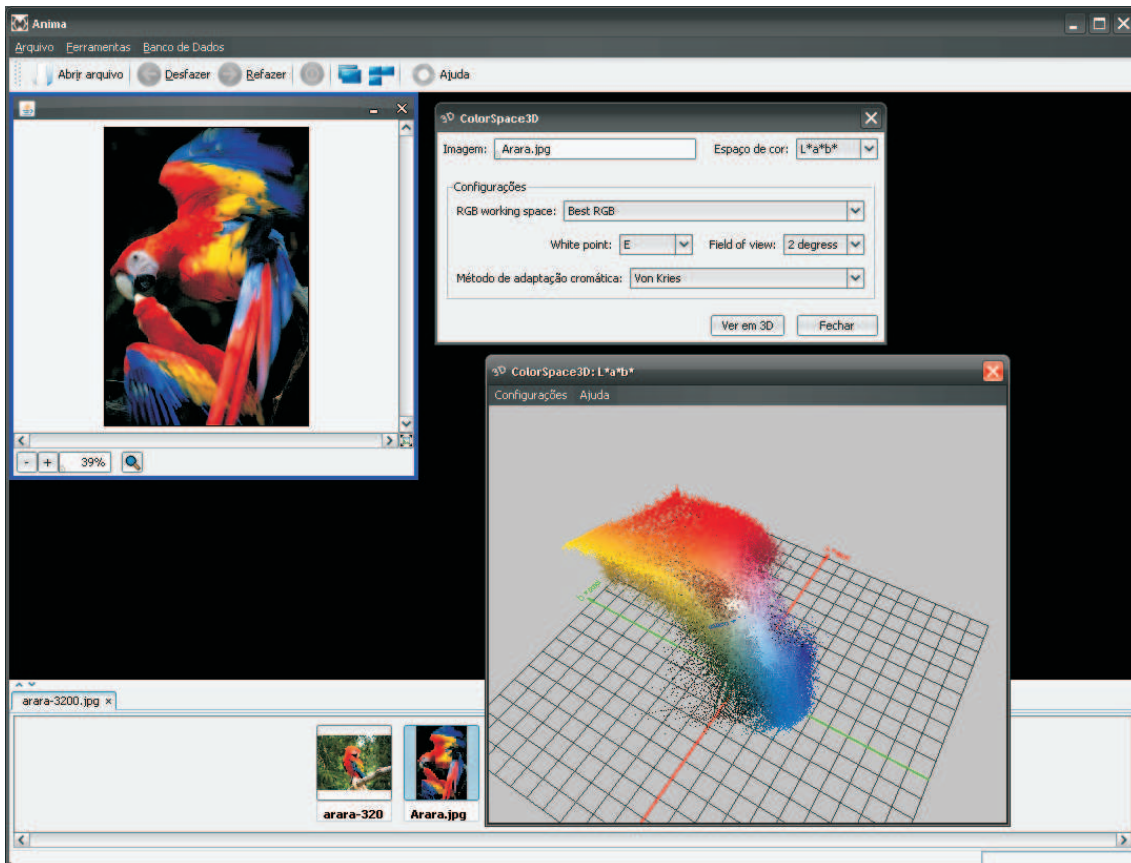 Anima
Arquivo Ferramentas Banco de Dados
Abrir arquivo Desfazer Refazer Ajuda
3D ColorSpace3D
Imagem: Arara.jpg Espaço de cor: L*a*b*
Configurações
RGB working space: Best RGB
White point: E Field of view: 2 degress
Método de adaptação cromática: Von Kries
Ver em 3D Fechar
- + 39%
3D ColorSpace3D: L*a*b*
Configurações Ajuda
arara-3200.jpg ×
arara-320 Arara.jpg